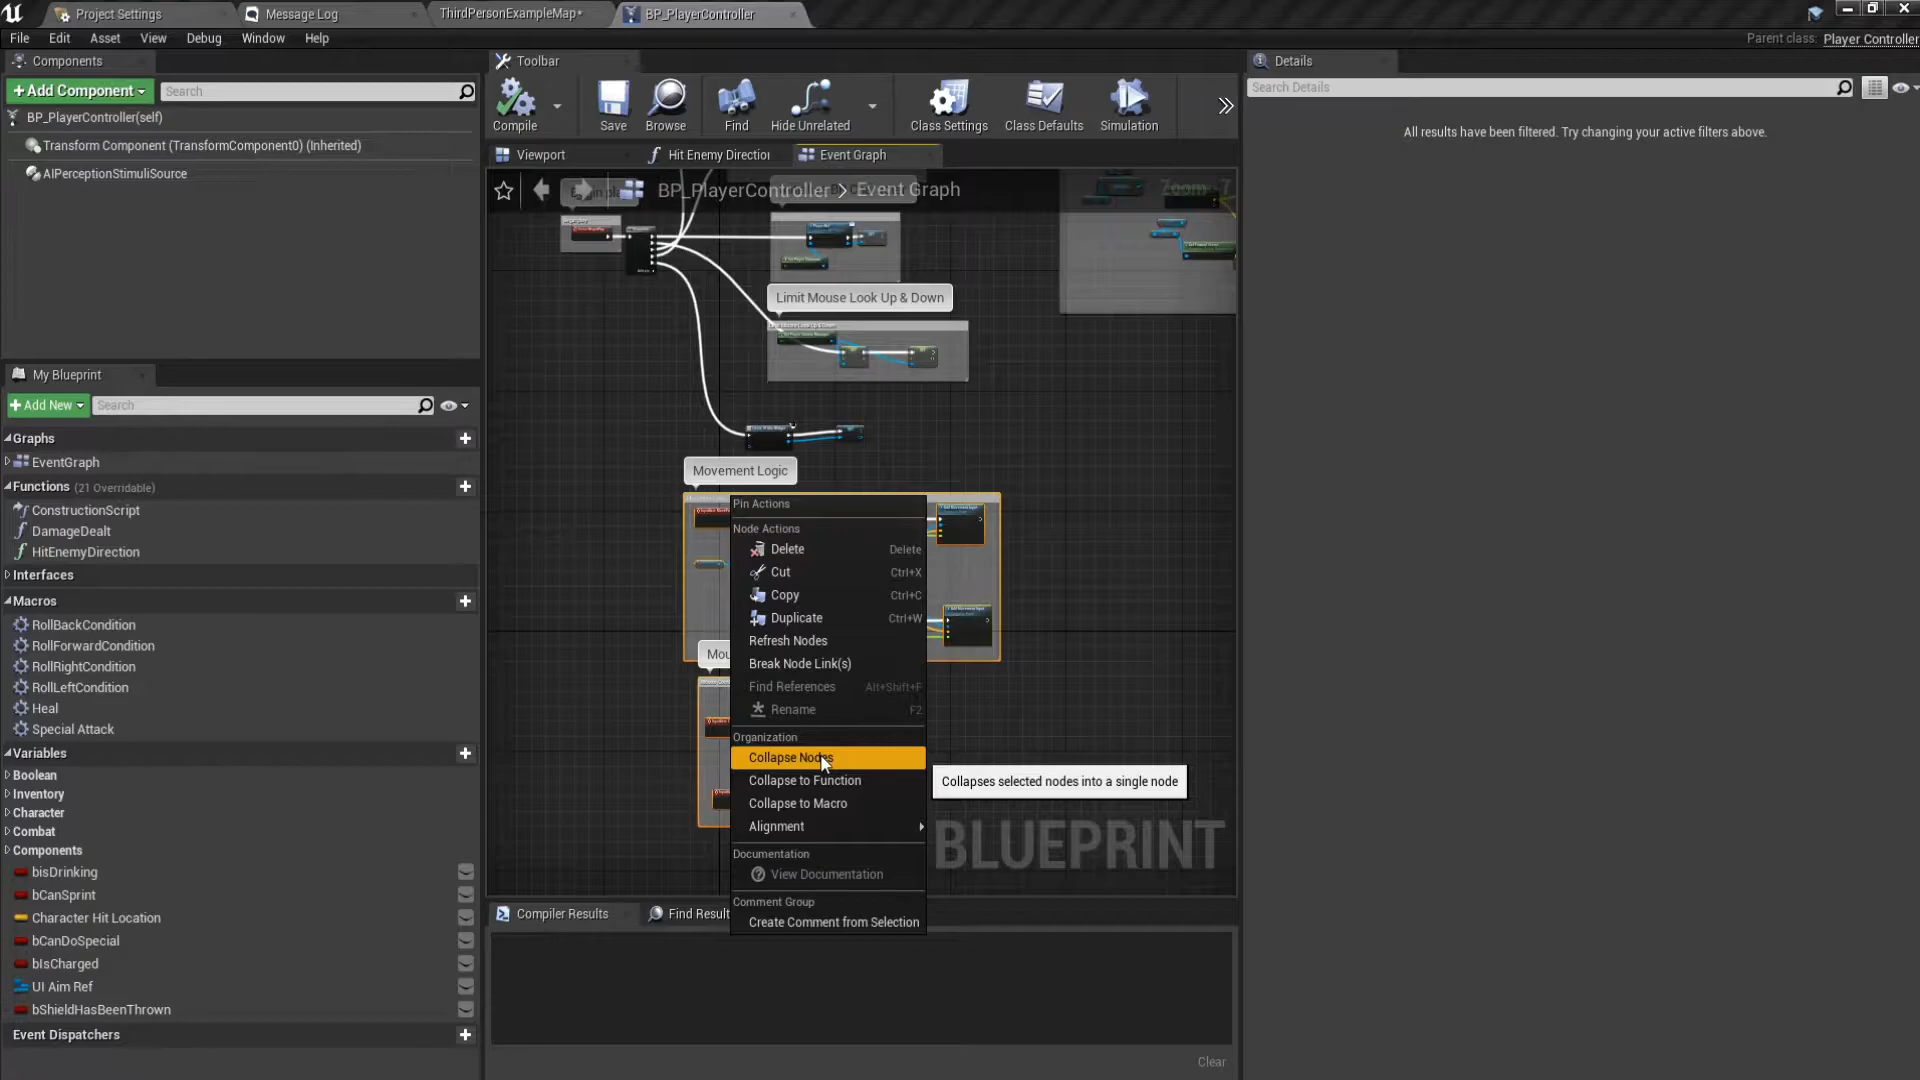 Project Settings
Message Log
ThirdPersonExampleMap*
BP_PlayerController
File
Edit
Asset
View
Debug
Window
Help
Parent class:
Player Controller
Components
Toolbar
Details
+Add Component
Search
Search Details
Compile
Save
Browse
Find
Hide Unrelated
Class Settings
Class Defaults
Simulation
BP_PlayerController(self)
Transform Component (TransformComponent0) (Inherited)
AIPerceptionStimuliSource
All results have been filtered. Try changing your active filters above.
Viewport
Hit Enemy Direction
Event Graph
BP_PlayerController > Event Graph
Zoom -7
Begin play
Limit Mouse Look Up & Down
My Blueprint
+Add New
Search
Graphs
EventGraph
Functions (21 Overridable)
ConstructionScript
DamageDealt
HitEnemyDirection
Interfaces
Macros
RollBackCondition
RollForwardCondition
RollRightCondition
RollLeftCondition
Heal
Special Attack
Variables
Boolean
Inventory
Character
Combat
Components
bisDrinking
bCanSprint
Character Hit Location
bCanDoSpecial
bIsCharged
UI Aim Ref
bShieldHasBeenThrown
Event Dispatchers
Movement Logic
Mou
Pin Actions
Node Actions
Delete Delete
Cut Ctrl+X
Copy Ctrl+C
Duplicate Ctrl+W
Refresh Nodes
Break Node Link(s)
Find References Alt+Shift+F
Rename F2
Organization
Collapse Nodes
Collapse to Function
Collapse to Macro
Alignment
Documentation
View Documentation
Comment Group
Create Comment from Selection
Collapses selected nodes into a single node
BLUEPRINT
Compiler Results
Find Result
Clear